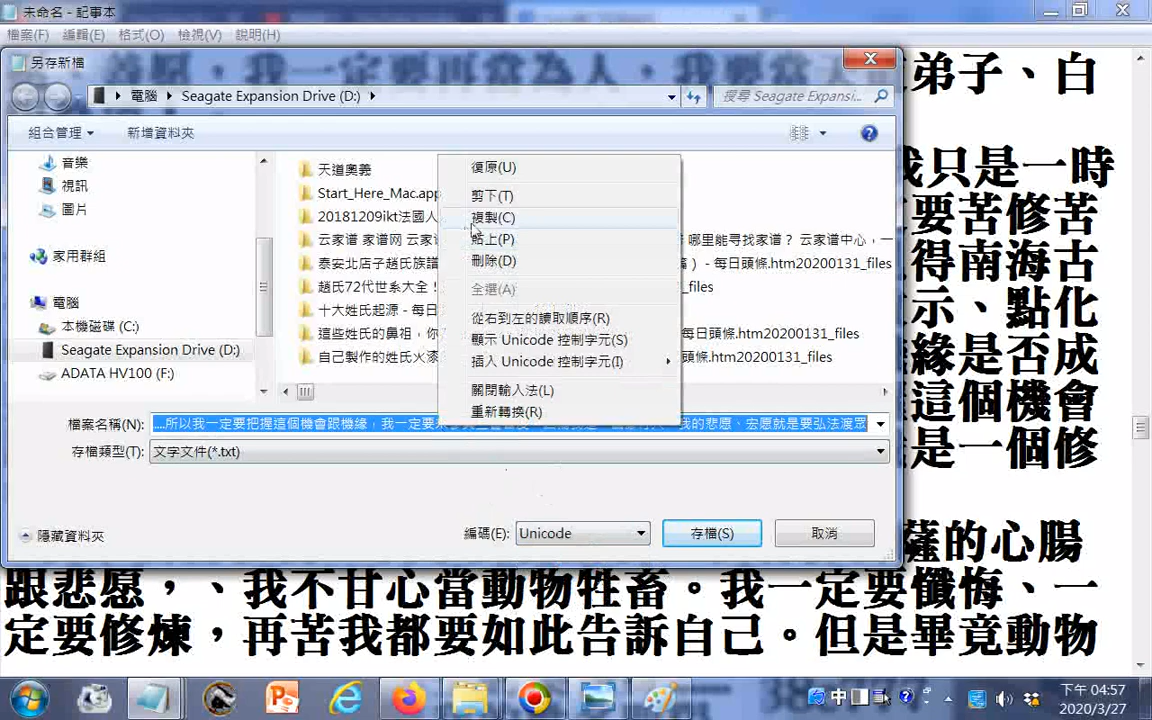 未命名 - 記事本
檔案(F) 編輯(E) 格式(O) 檢視(V) 說明(H)
另存新檔
電腦 Seagate Expansion Drive (D:) 搜尋 Seagate Expansi...
組合管理 新增資料夾
音樂
視訊
圖片
家用群組
電腦
本機磁碟 (C:)
Seagate Expansion Drive (D:)
ADATA HV100 (F:)
天道奧義
Start_Here_Mac.app
20181209ikt法國人
云家谱 家谱网 云家 哪里能寻找家谱？ 云家谱中心，一
泰安北店子趙氏族譜 ) - 每日頭條.htm20200131_files
趙氏72代世系大全！ _files
十大姓氏起源 - 每日
這些姓氏的鼻祖，你 每日頭條.htm20200131_files
自己製作的姓氏火漆 頭條.htm20200131_files
復原(U)
剪下(T)
複製(C)
貼上(P)
刪除(D)
全選(A)
從右到左的讀取順序(R)
顯示 Unicode 控制字元(S)
插入 Unicode 控制字元(I)
關閉輸入法(L)
重新轉換(R)
檔案名稱(N): ....所以我一定要把握這個機會跟機緣，我一定要 我的悲愿、宏愿就是要弘法渡眾
存檔類型(T): 文字文件(*.txt)
隱藏資料夾 編碼(E): Unicode 存檔(S) 取消
善愿，我一定要再當為人，我要當 弟子、白
我只是一時
要苦修苦
得南海古
示、點化
緣是否成
這個機會
是一個修
薩的心腸
跟悲愿，、我不甘心當動物牲畜。我一定要懺悔、一
定要修煉，再苦我都要如此告訴自己。但是畢竟動物
中
下午 04:57
2020/3/27